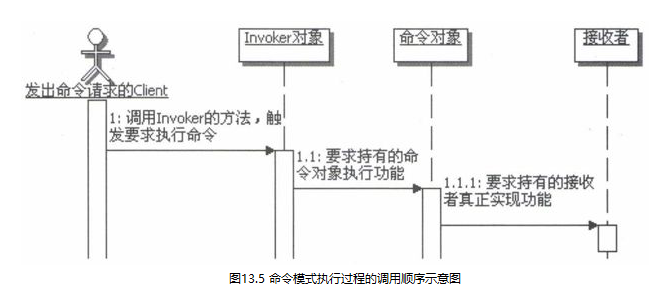 Invoker对象
命令对象
接收者
发出命令请求的Client
1: 调用Invoker的方法，触
发要求执行命令
1.1: 要求持有的命
令对象执行功能
1.1.1: 要求持有的接收
者真正实现功能
图13.5 命令模式执行过程的调用顺序示意图